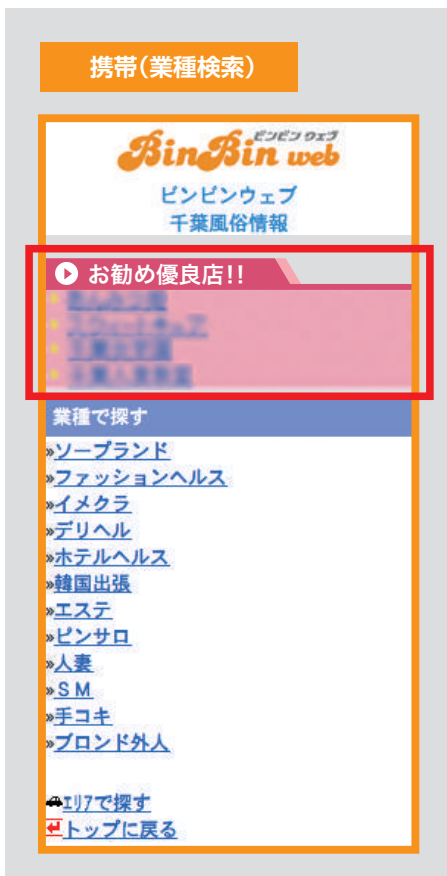 携帯(業種検索)
ビンビン ウェブ
BinBin web
ビンビンウェブ
千葉風俗情報
お勧め優良店!!
業種で探す
»ソープランド
»ファッションヘルス
»イメクラ
»デリヘル
»ホテルヘルス
»韓国出張
»エステ
»ピンサロ
»人妻
»ＳＭ
»手コキ
»ブロンド外人
ｴﾘｱで探す
トップに戻る